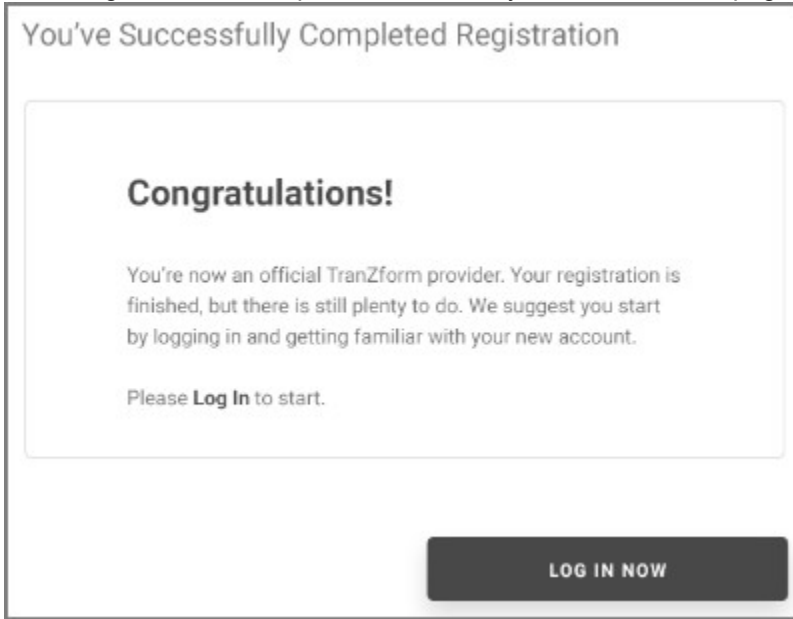 You've Successfully Completed Registration
Congratulations!
You're now an official TranZform provider. Your registration is
finished, but there is still plenty to do. We suggest you start
by logging in and getting familiar with your new account.
Please Log In to start.
LOG IN NOW